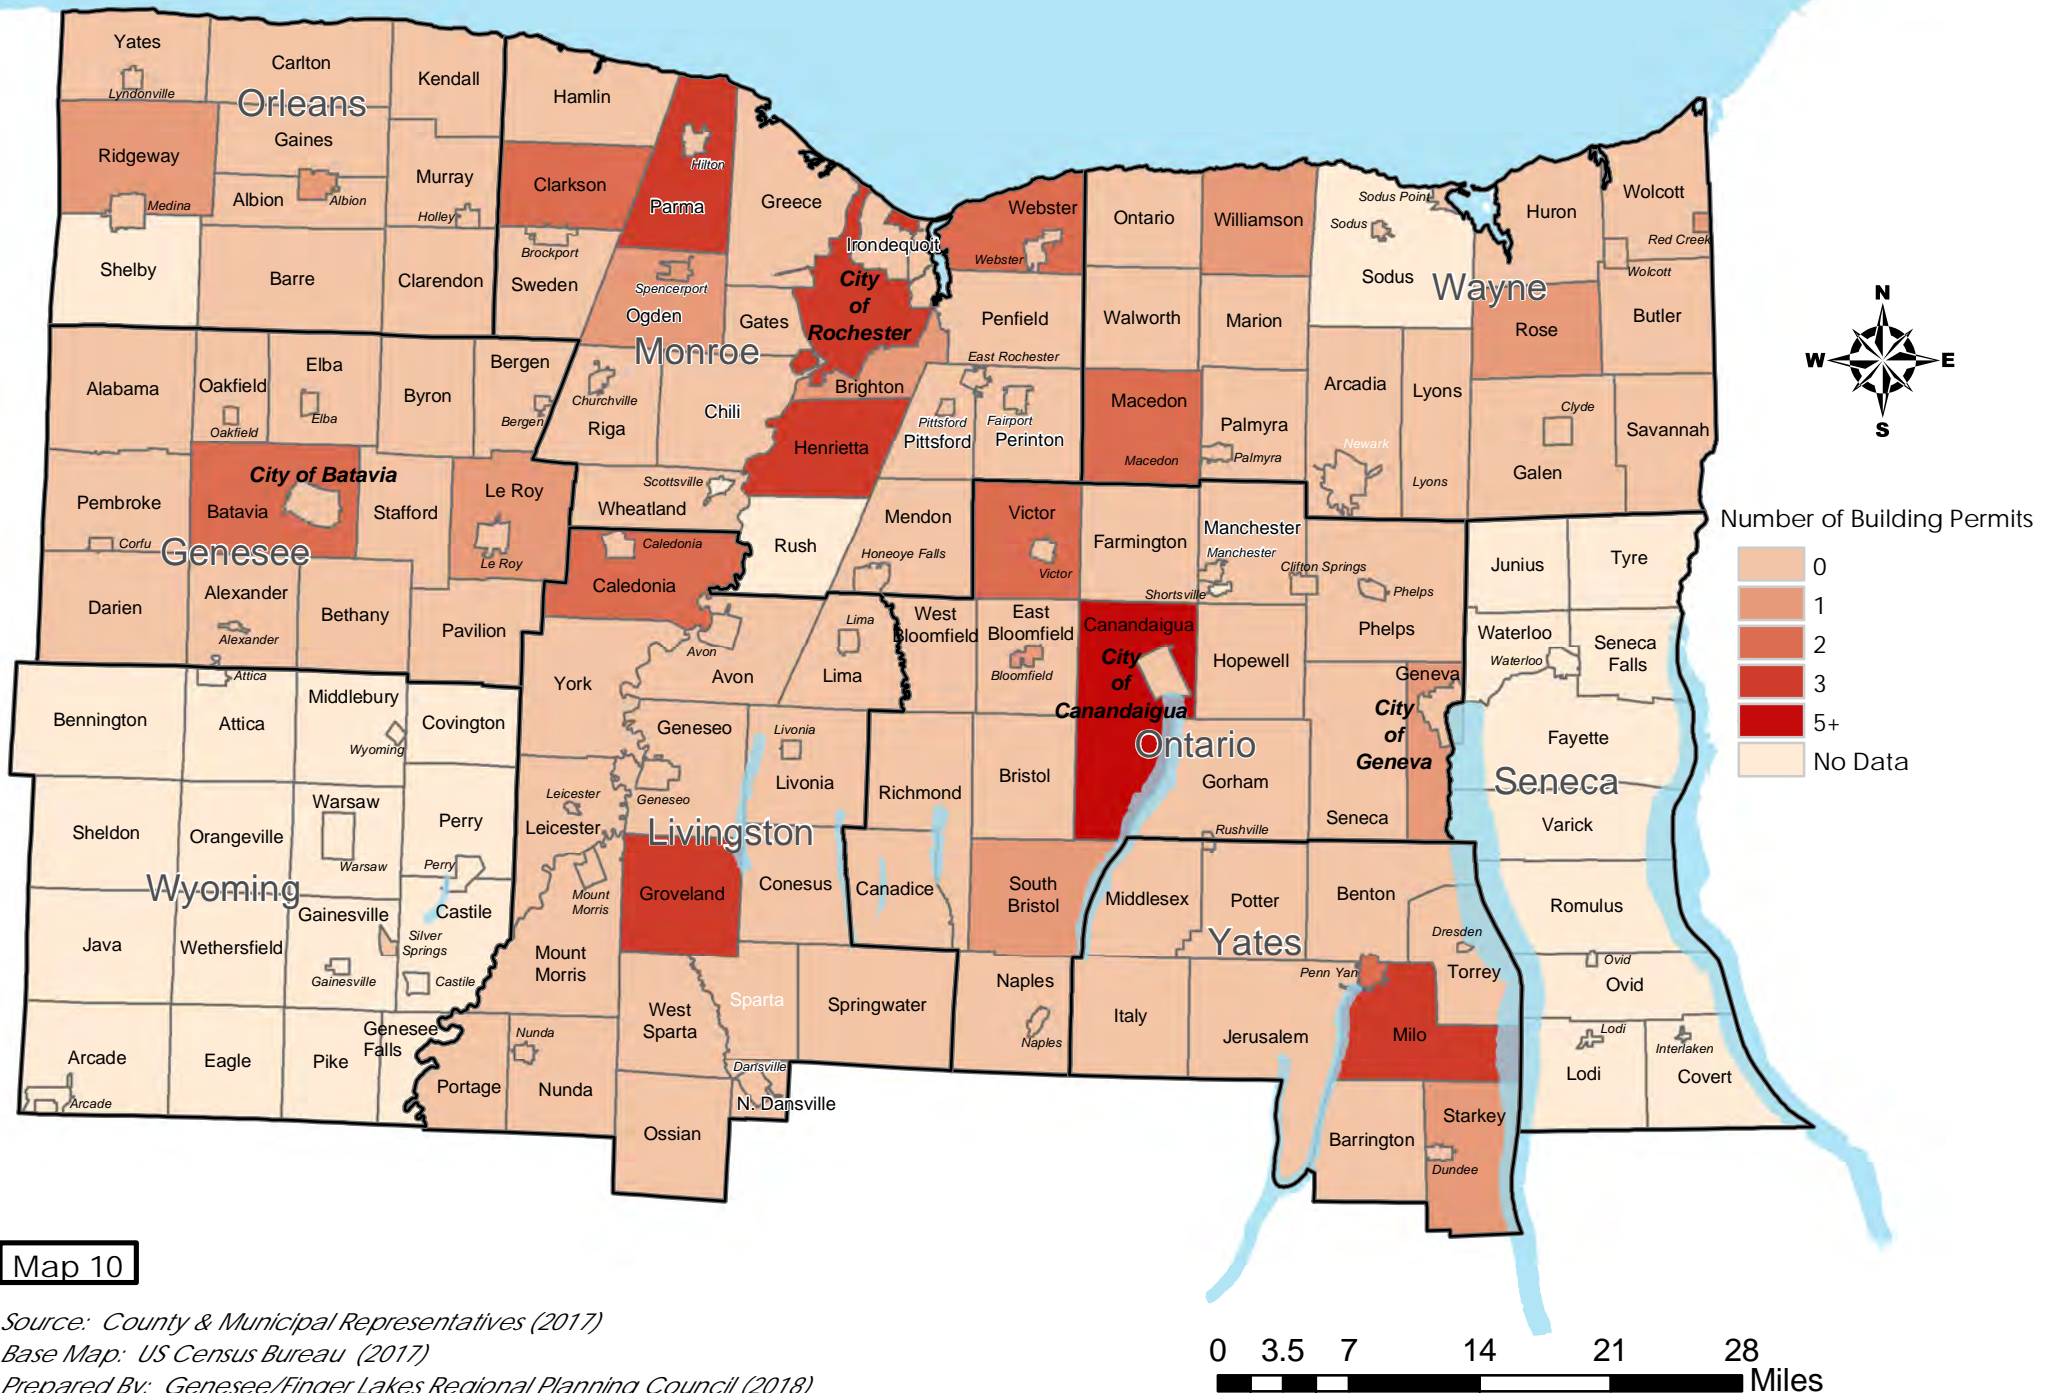 Yates
Lyndonville
Carlton
Orleans
Kendall
Gaines
Ridgeway
Medina
Albion
Albion
Murray
Holley
Shelby
Barre
Clarendon
Hamlin
Clarkson
Hilton
Parma
Brockport
Sweden
Spencerport
Ogden
Greece
Irondequoit
City
of
Rochester
Gates
Monroe
Brighton
Churchville
Riga
Chili
Henrietta
Scottsville
Wheatland
Rush
Webster
Webster
Penfield
East Rochester
Pittsford
Pittsford
Fairport
Perinton
Mendon
Honeoye Falls
Ontario
Williamson
Sodus Point
Sodus
Sodus
Wayne
Huron
Wolcott
Red Creek
Wolcott
Walworth
Marion
Rose
Butler
Macedon
Macedon
Palmyra
Palmyra
Arcadia
Newark
Lyons
Lyons
Clyde
Galen
Savannah
Alabama
Oakfield
Oakfield
Elba
Elba
Byron
Bergen
Bergen
City of Batavia
Batavia
Pembroke
Corfu
Genesee
Stafford
Le Roy
Le Roy
Darien
Alexander
Alexander
Bethany
Pavilion
Caledonia
Caledonia
Bennington
Attica
Attica
Middlebury
Wyoming
Covington
Sheldon
Orangeville
Warsaw
Warsaw
Perry
Perry
Wyoming
Java
Wethersfield
Gainesville
Gainesville
Silver
Springs
Castile
Castile
Arcade
Arcade
Eagle
Pike
Genesee
Falls
York
Avon
Avon
Lima
Lima
Geneseo
Geneseo
Livonia
Livonia
Leicester
Leicester
Livingston
Mount
Morris
Mount
Morris
Groveland
Conesus
Portage
Nunda
Nunda
West
Sparta
Sparta
Springwater
Dansville
N. Dansville
Ossian
Victor
Victor
Farmington
Manchester
Manchester
Shortsville
Clifton Springs
Phelps
Phelps
West
Bloomfield
East
Bloomfield
Bloomfield
Canandaigua
City
of
Canandaigua
Hopewell
Geneva
City
of
Geneva
Ontario
Richmond
Bristol
Gorham
Rushville
Seneca
Canadice
South
Bristol
Naples
Naples
Middlesex
Potter
Benton
Yates
Dresden
Torrey
Penn Yan
Italy
Jerusalem
Milo
Barrington
Starkey
Dundee
Junius
Tyre
Waterloo
Waterloo
Seneca
Falls
Fayette
Seneca
Varick
Romulus
Ovid
Ovid
Lodi
Lodi
Interlaken
Covert
N
W
E
S
Number of Building Permits
0
1
2
3
5+
No Data
Map 10
Source: County & Municipal Representatives (2017)
Base Map: US Census Bureau (2017)
Prepared By: Genesee/Finger Lakes Regional Planning Council (2018)
0 3.5 7 14 21 28
Miles